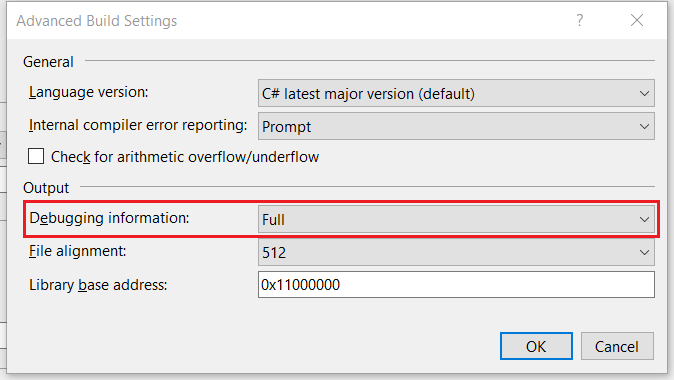 Advanced Build Settings ?
General
Language version: C# latest major version (default)
Internal compiler error reporting: Prompt
Check for arithmetic overflow/underflow
Output
Debugging information: Full
File alignment: 512
Library base address: 0x11000000
OK Cancel